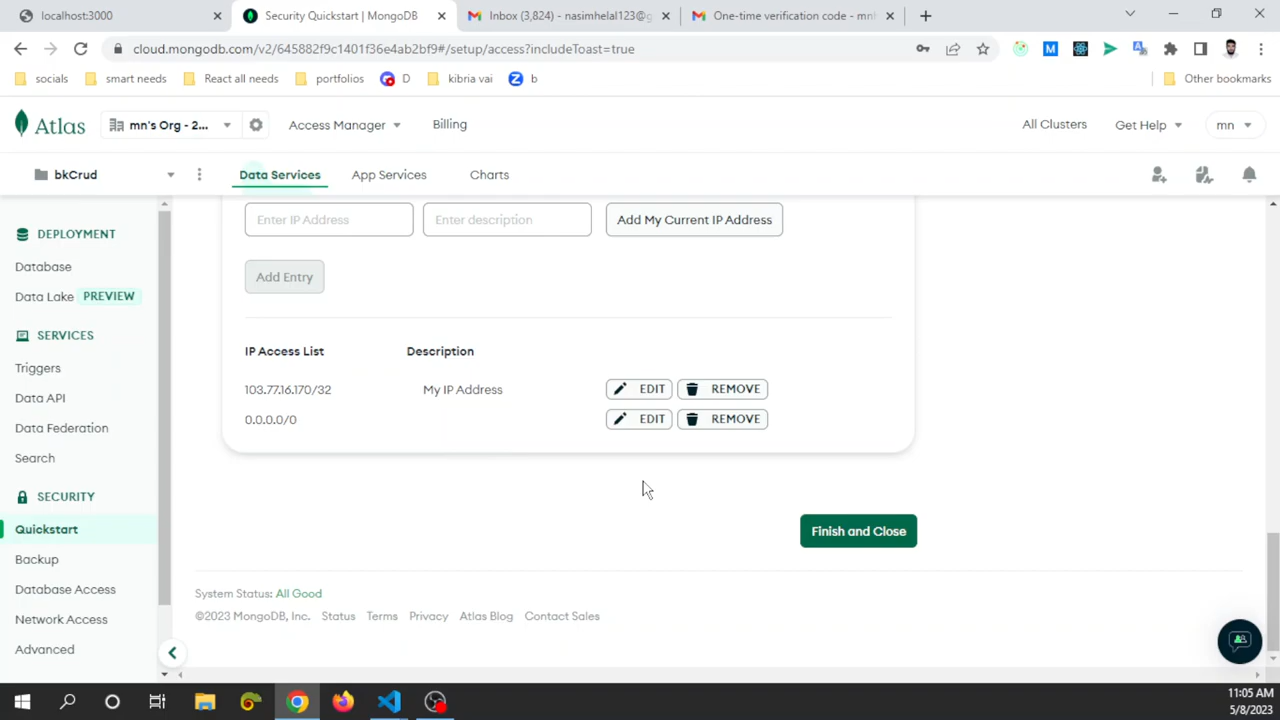 localhost:3000
Security Quickstart | MongoDB
Inbox (3,824) - nasimhelal123@g
One-time verification code - mnh
cloud.mongodb.com/v2/645882f9c1401f36e4ab2bf9#/setup/access?includeToast=true
socials
smart needs
React all needs
portfolios
D
kibria vai
b
Other bookmarks
Atlas
mn's Org - 2...
Access Manager
Billing
All Clusters
Get Help
mn
bkCrud
Data Services
App Services
Charts
DEPLOYMENT
Database
Data Lake PREVIEW
SERVICES
Triggers
Data API
Data Federation
Search
SECURITY
Quickstart
Backup
Database Access
Network Access
Advanced
Enter IP Address
Enter description
Add My Current IP Address
Add Entry
IP Access List Description
103.77.16.170/32 My IP Address EDIT REMOVE
0.0.0.0/0 EDIT REMOVE
Finish and Close
System Status: All Good
©2023 MongoDB, Inc. Status Terms Privacy Atlas Blog Contact Sales
11:05 AM
5/8/2023